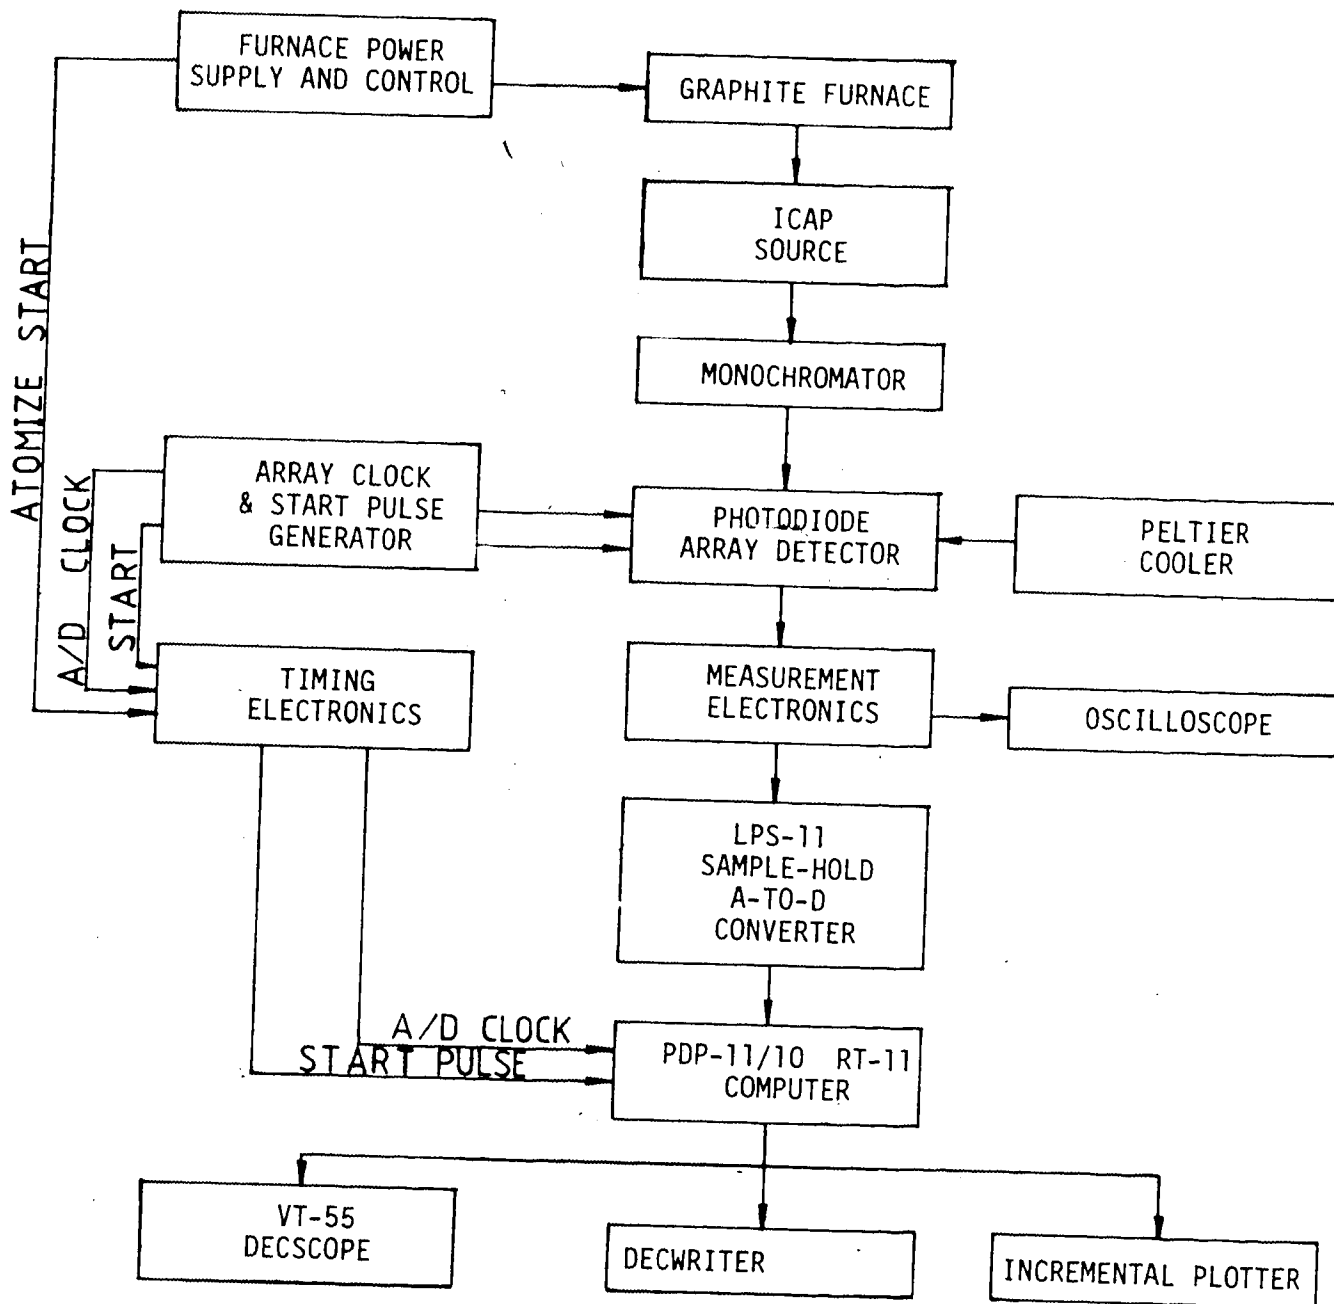 FURNACE POWER
SUPPLY AND CONTROL
GRAPHITE FURNACE
ICAP
SOURCE
MONOCHROMATOR
ATOMIZE START
A/D CLOCK
START
ARRAY CLOCK
& START PULSE
GENERATOR
PHOTODIODE
ARRAY DETECTOR
PELTIER
COOLER
TIMING
ELECTRONICS
MEASUREMENT
ELECTRONICS
OSCILLOSCOPE
LPS-11
SAMPLE-HOLD
A-TO-D
CONVERTER
A/D CLOCK
START PULSE
PDP-11/10 RT-11
COMPUTER
VT-55
DECSCOPE
DECWRITER
INCREMENTAL PLOTTER